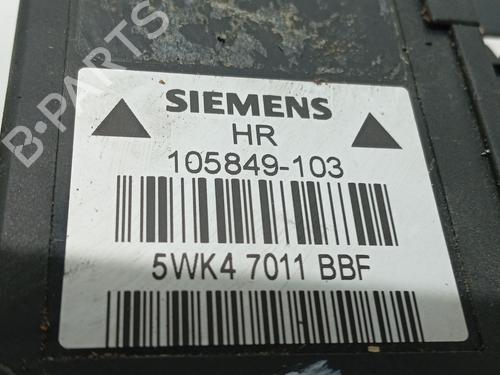 B-PARTS
SIEMENS
HR
105849-103
5WK4 7011 BBF